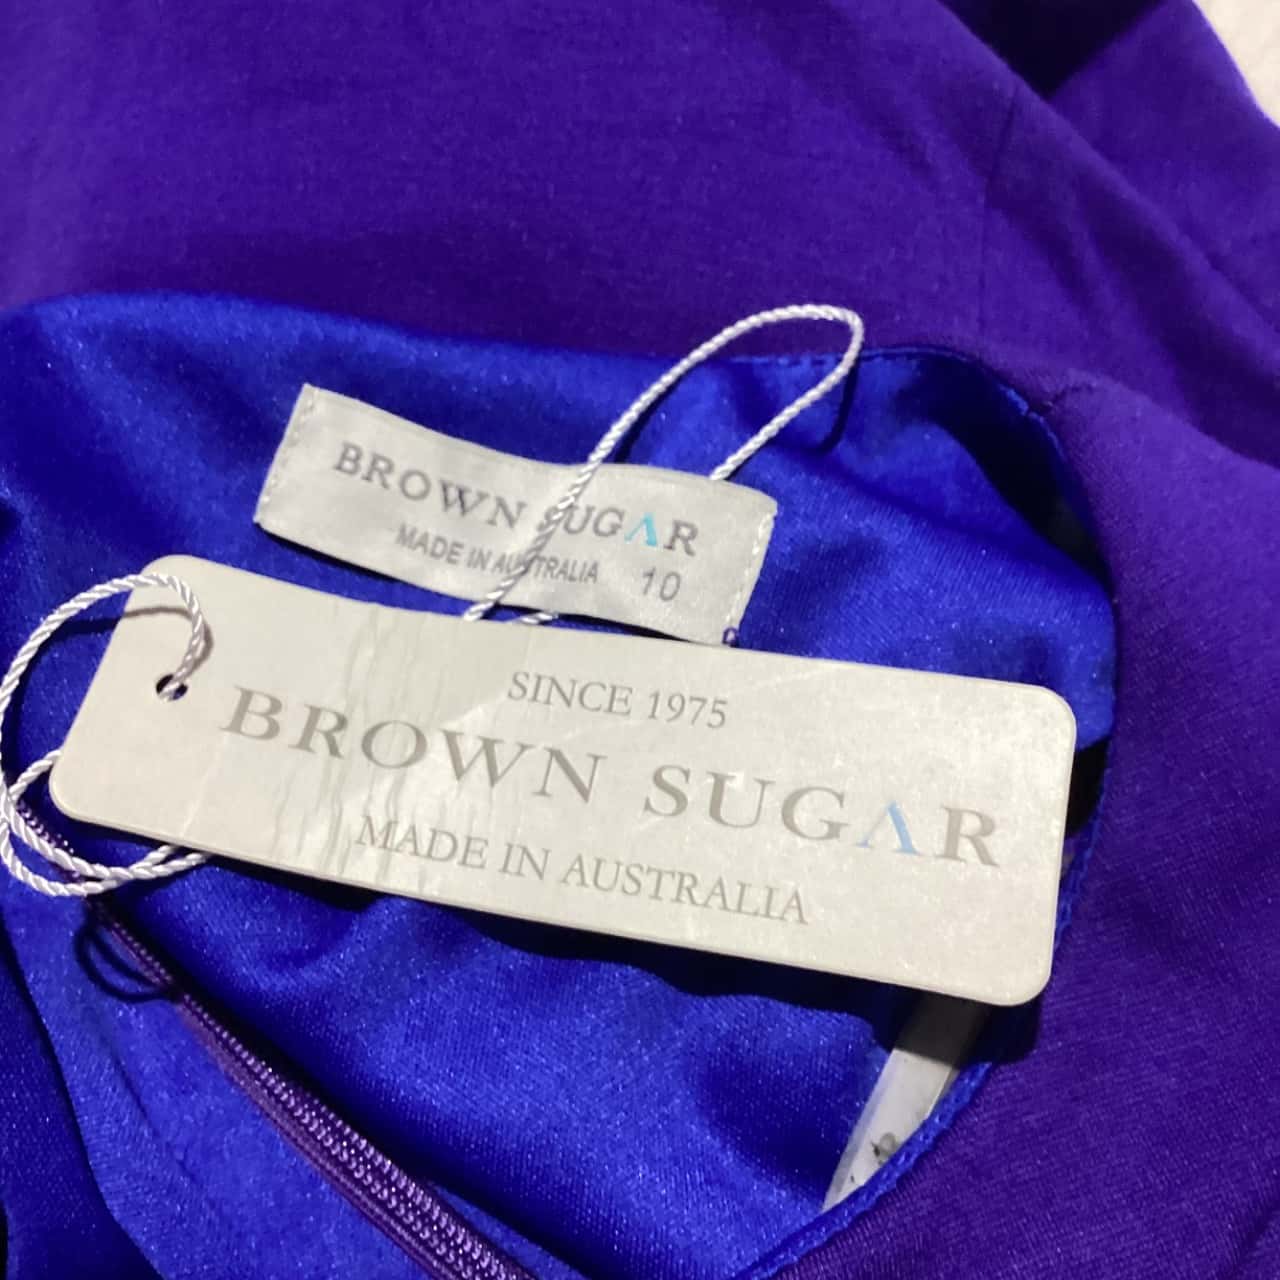 BROWN SUGAR
MADE IN AUSTRALIA 10
SINCE 1975
BROWN SUGAR
MADE IN AUSTRALIA